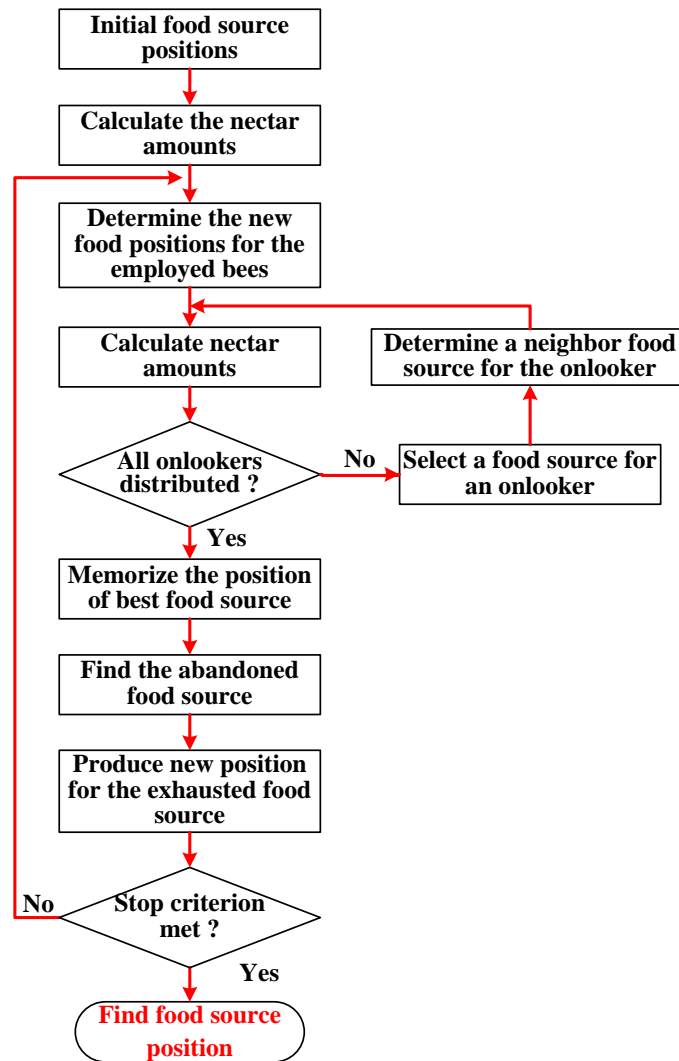 Initial food source
positions
Calculate the nectar
amounts
Determine the new
food positions for the
employed bees
Calculate nectar
amounts
Determine a neighbor food
source for the onlooker
All onlookers
distributed ?
No
Select a food source for
an onlooker
Yes
Memorize the position
of best food source
Find the abandoned
food source
Produce new position
for the exhausted food
source
No
Stop criterion
met ?
Yes
Find food source
position